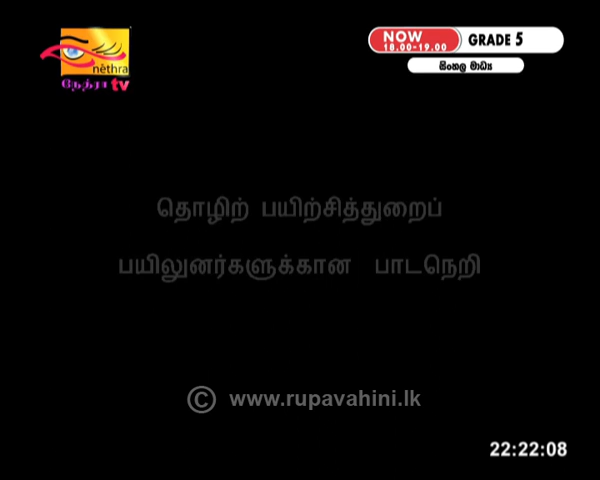 nêthra
நேத்ரா tv
NOW
18.00-19.00
GRADE 5
සිංහල මාධ්‍ය
தொழிற் பயிற்சித்துறைப்
பயிலுனர்களுக்கான பாடநெறி
© www.rupavahini.lk
22:22:08